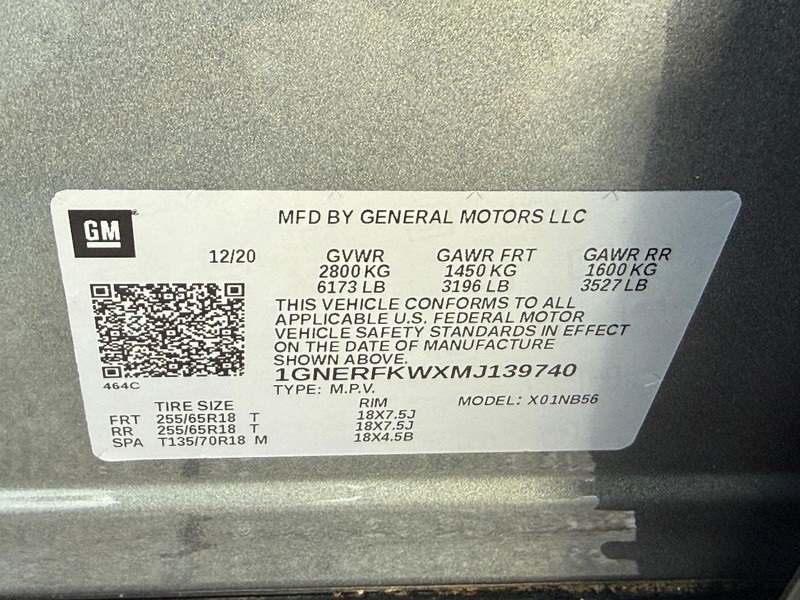 GM
MFD BY GENERAL MOTORS LLC
12/20 GVWR GAWR FRT GAWR RR
2800 KG 1450 KG 1600 KG
6173 LB 3196 LB 3527 LB
THIS VEHICLE CONFORMS TO ALL
APPLICABLE U.S. FEDERAL MOTOR
VEHICLE SAFETY STANDARDS IN EFFECT
ON THE DATE OF MANUFACTURE
SHOWN ABOVE.
464C
1GNERFKWXMJ139740
TYPE: M.P.V.
MODEL: X01NB56
TIRE SIZE RIM
FRT 255/65R18 T 18X7.5J
RR 255/65R18 T 18X7.5J
SPA T135/70R18 M 18X4.5B